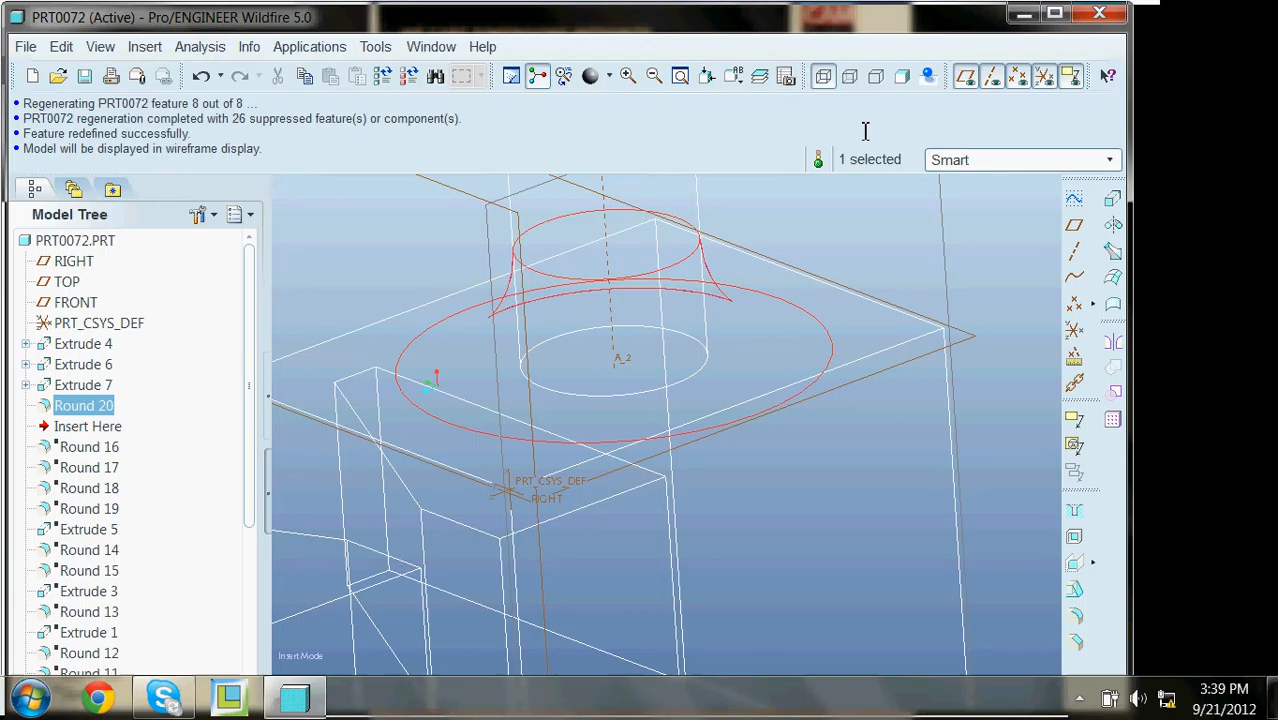 PRT0072 (Active) - Pro/ENGINEER Wildfire 5.0
File Edit View Insert Analysis Info Applications Tools Window Help
Regenerating PRT0072 feature 8 out of 8 ...
PRT0072 regeneration completed with 26 suppressed feature(s) or component(s).
Feature redefined successfully.
Model will be displayed in wireframe display.
1 selected
Smart
Model Tree
PRT0072.PRT
RIGHT
TOP
FRONT
PRT_CSYS_DEF
Extrude 4
Extrude 6
Extrude 7
Round 20
Insert Here
Round 16
Round 17
Round 18
Round 19
Extrude 5
Round 14
Round 15
Extrude 3
Round 13
Extrude 1
Round 12
Round 11
A_2
PRT_CSYS_DEF
RIGHT
Insert Mode
3:39 PM
9/21/2012